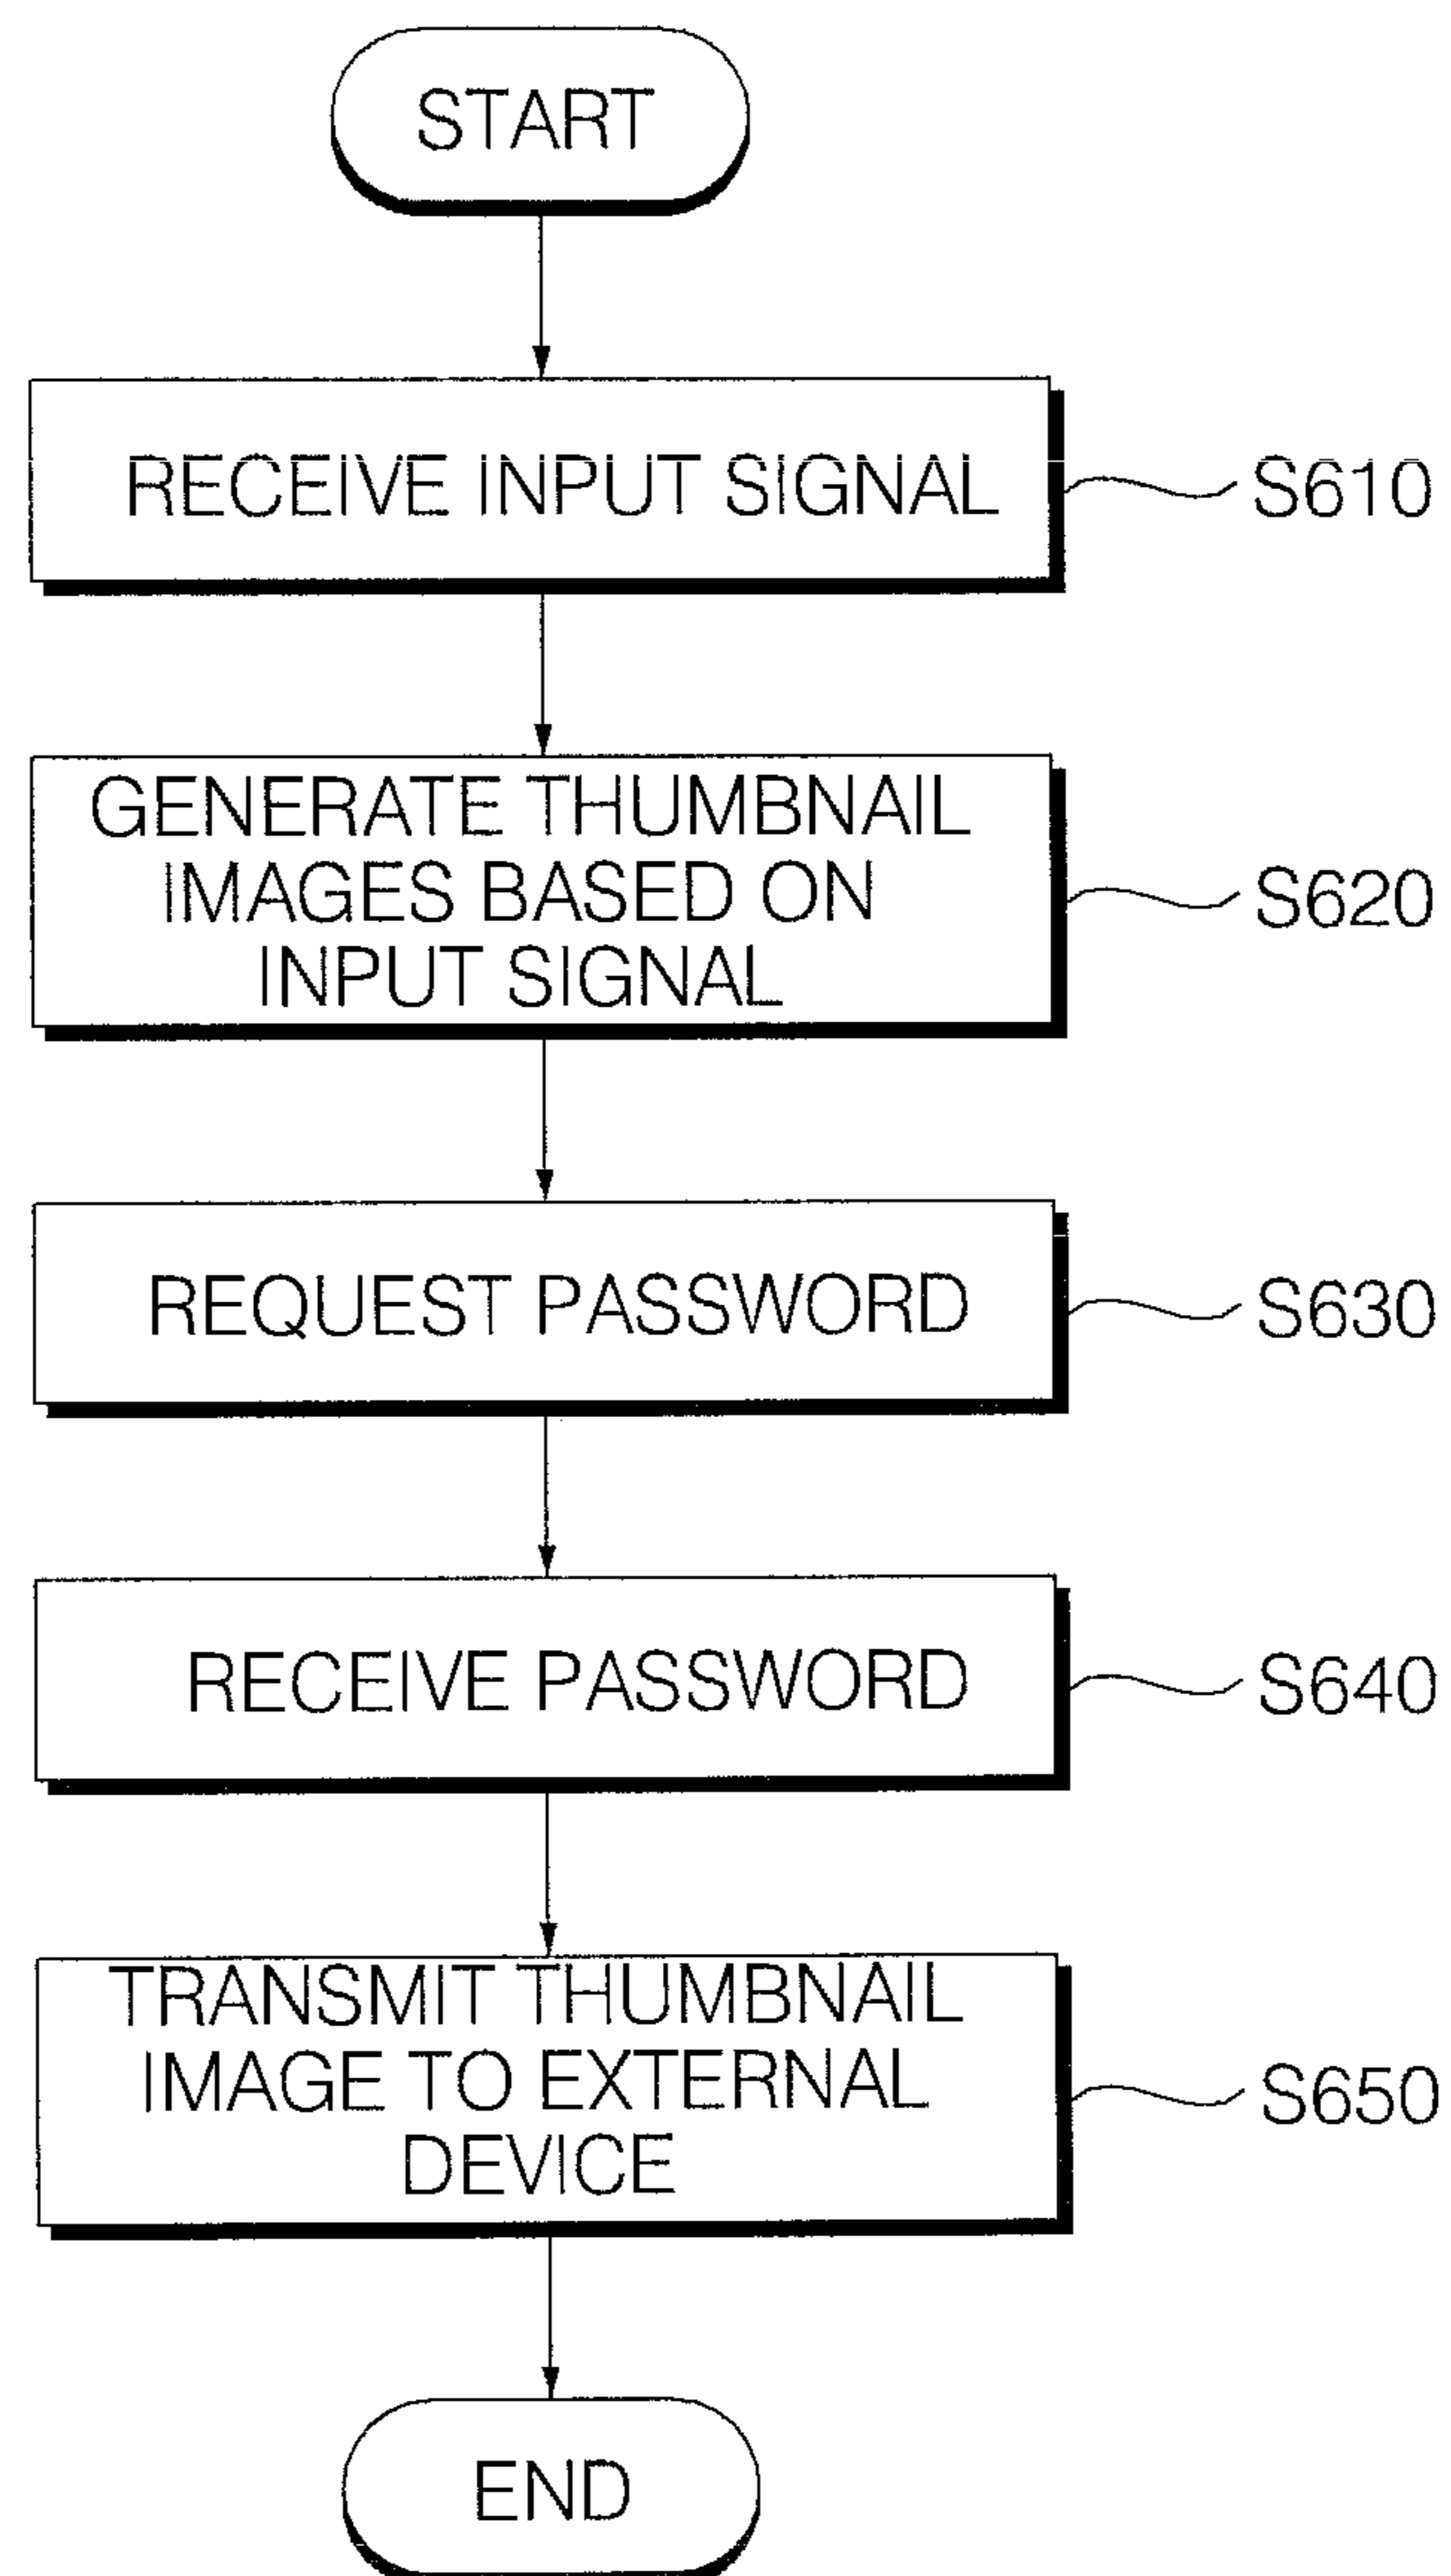 START
RECEIVE INPUT SIGNAL
S610
GENERATE THUMBNAIL
IMAGES BASED ON
INPUT SIGNAL
S620
REQUEST PASSWORD
S630
RECEIVE PASSWORD
S640
TRANSMIT THUMBNAIL
IMAGE TO EXTERNAL
DEVICE
S650
END